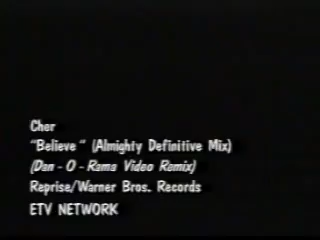 Cher
"Believe" (Almighty Definitive Mix)
(Dan - O - Rama Video Remix)
Reprise/Warner Bros. Records
ETV NETWORK